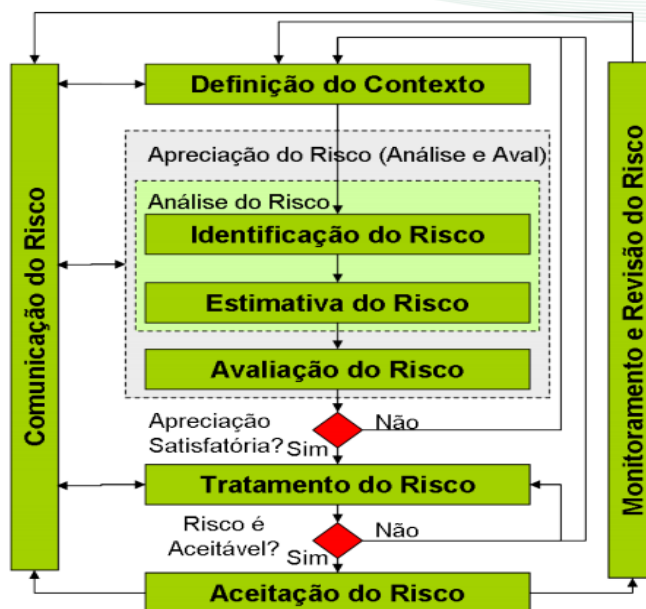 Definição do Contexto
Apreciação do Risco (Análise e Aval)
Análise do Risco
Identificação do Risco
Estimativa do Risco
Avaliação do Risco
Apreciação
Satisfatória?
Não
Sim
Tratamento do Risco
Risco é
Aceitável?
Não
Sim
Aceitação do Risco
Comunicação do Risco
Monitoramento e Revisão do Risco